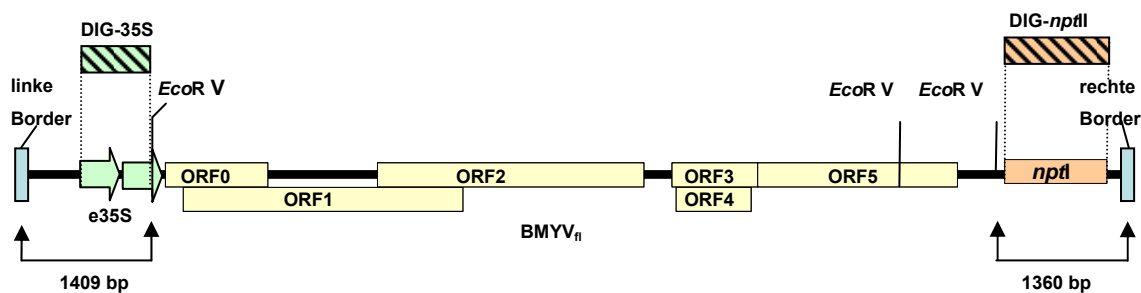 DIG-35S
DIG-nptII
linke
Border
EcoR V
EcoR V
EcoR V
rechte
Border
ORF0
ORF2
ORF3
ORF5
nptI
ORF1
ORF4
e35S
BMYVfl
1409 bp
1360 bp